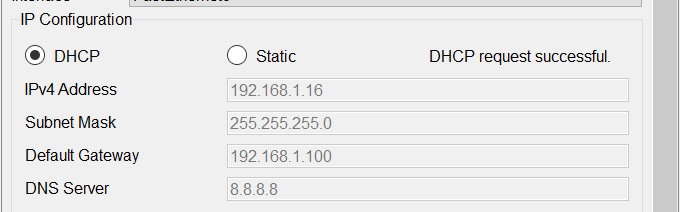 IP Configuration
DHCP Static DHCP request successful.
IPv4 Address 192.168.1.16
Subnet Mask 255.255.255.0
Default Gateway 192.168.1.100
DNS Server 8.8.8.8